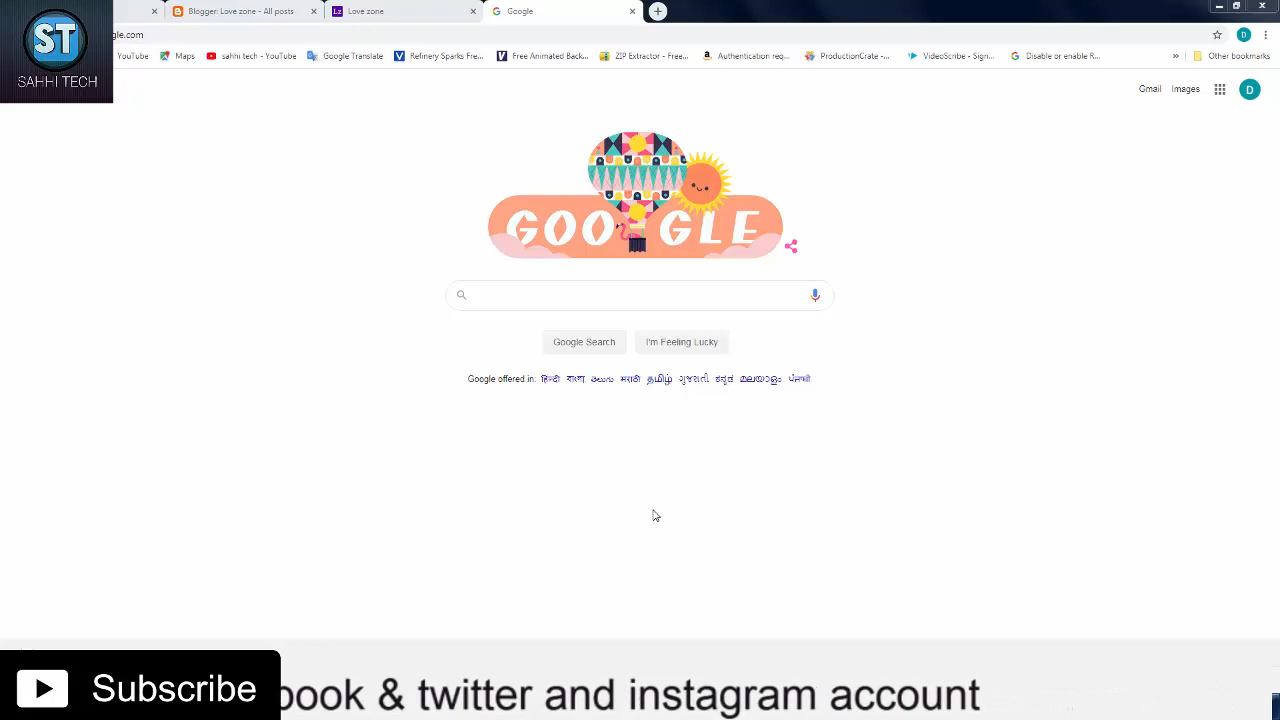 Blogger: Love zone - All posts
Lz Love zone
Google
ST
SAHHI TECH
gle.com
YouTube
Maps
sahhi tech - YouTube
Google Translate
Refinery Sparks Fre...
Free Animated Back...
ZIP Extractor - Free...
Authentication req...
ProductionCrate -...
VideoScribe - Sign...
Disable or enable R...
»
Other bookmarks
D
Gmail
Images
D
GOOGLE
Google Search
I'm Feeling Lucky
Google offered in: हिन्दी বাংলা తెలుగు मराठी தமிழ் ગુજરાતી ಕನ್ನಡ മലയാളം ਪੰਜਾਬੀ
Subscribe
book & twitter and instagram account